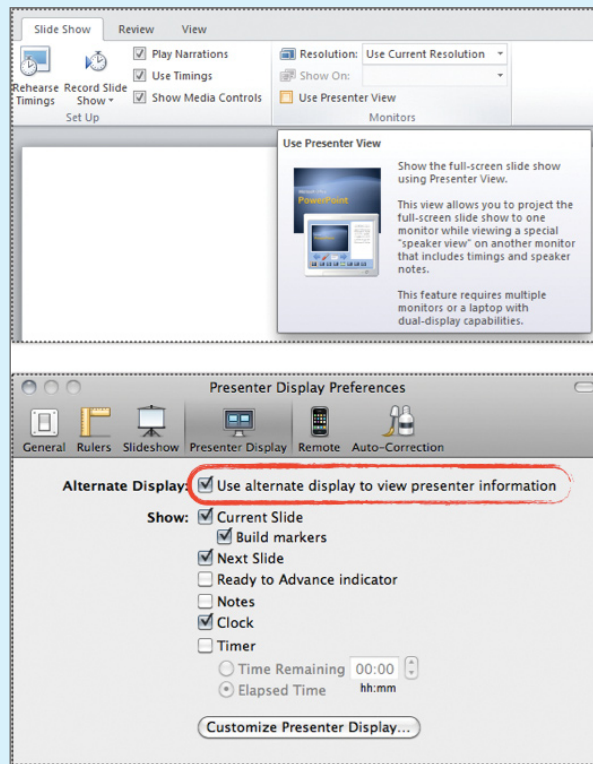 Slide Show Review View
Play Narrations
Use Timings
Show Media Controls
Rehearse Timings
Record Slide Show
Set Up
Resolution: Use Current Resolution
Show On:
Use Presenter View
Monitors
Use Presenter View
PowerPoint
Show the full-screen slide show
using Presenter View.
This view allows you to project the
full-screen slide show to one
monitor while viewing a special
"speaker view" on another monitor
that includes timings and speaker
notes.
This feature requires multiple
monitors or a laptop with
dual-display capabilities.
Presenter Display Preferences
General Rulers Slideshow Presenter Display Remote Auto-Correction
Alternate Display: Use alternate display to view presenter information
Show: Current Slide
Build markers
Next Slide
Ready to Advance indicator
Notes
Clock
Timer
Time Remaining 00:00
Elapsed Time hh:mm
Customize Presenter Display...